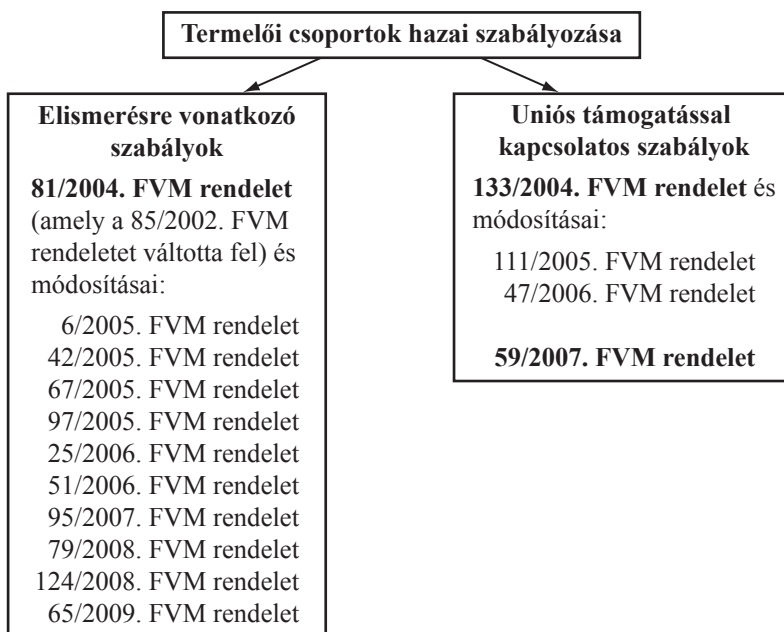 Termelői csoportok hazai szabályozása
Elismerésre vonatkozó
szabályok
81/2004. FVM rendelet
(amely a 85/2002. FVM
rendeletet váltotta fel) és
módosításai:
6/2005. FVM rendelet
42/2005. FVM rendelet
67/2005. FVM rendelet
97/2005. FVM rendelet
25/2006. FVM rendelet
51/2006. FVM rendelet
95/2007. FVM rendelet
79/2008. FVM rendelet
124/2008. FVM rendelet
65/2009. FVM rendelet
Uniós támogatással
kapcsolatos szabályok
133/2004. FVM rendelet és
módosításai:
111/2005. FVM rendelet
47/2006. FVM rendelet
59/2007. FVM rendelet